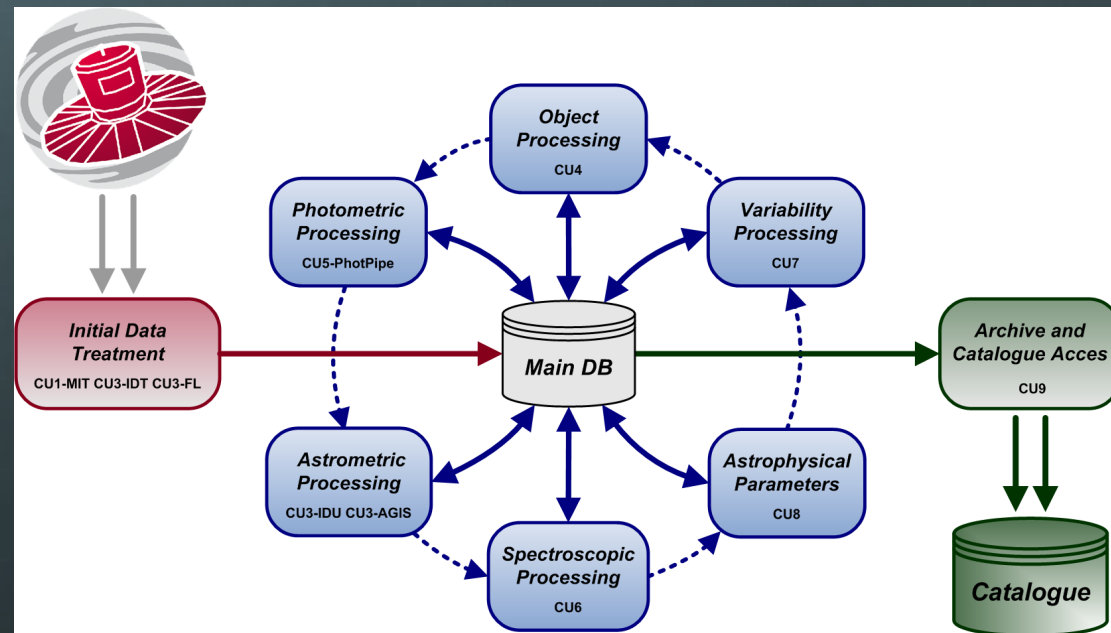 Object
Processing
CU4
Photometric
Processing
CU5-PhotPipe
Variability
Processing
CU7
Initial Data
Treatment
CU1-MIT CU3-IDT CU3-FL
Main DB
Archive and
Catalogue Acces
CU9
Astrometric
Processing
CU3-IDU CU3-AGIS
Astrophysical
Parameters
CU8
Spectroscopic
Processing
CU6
Catalogue